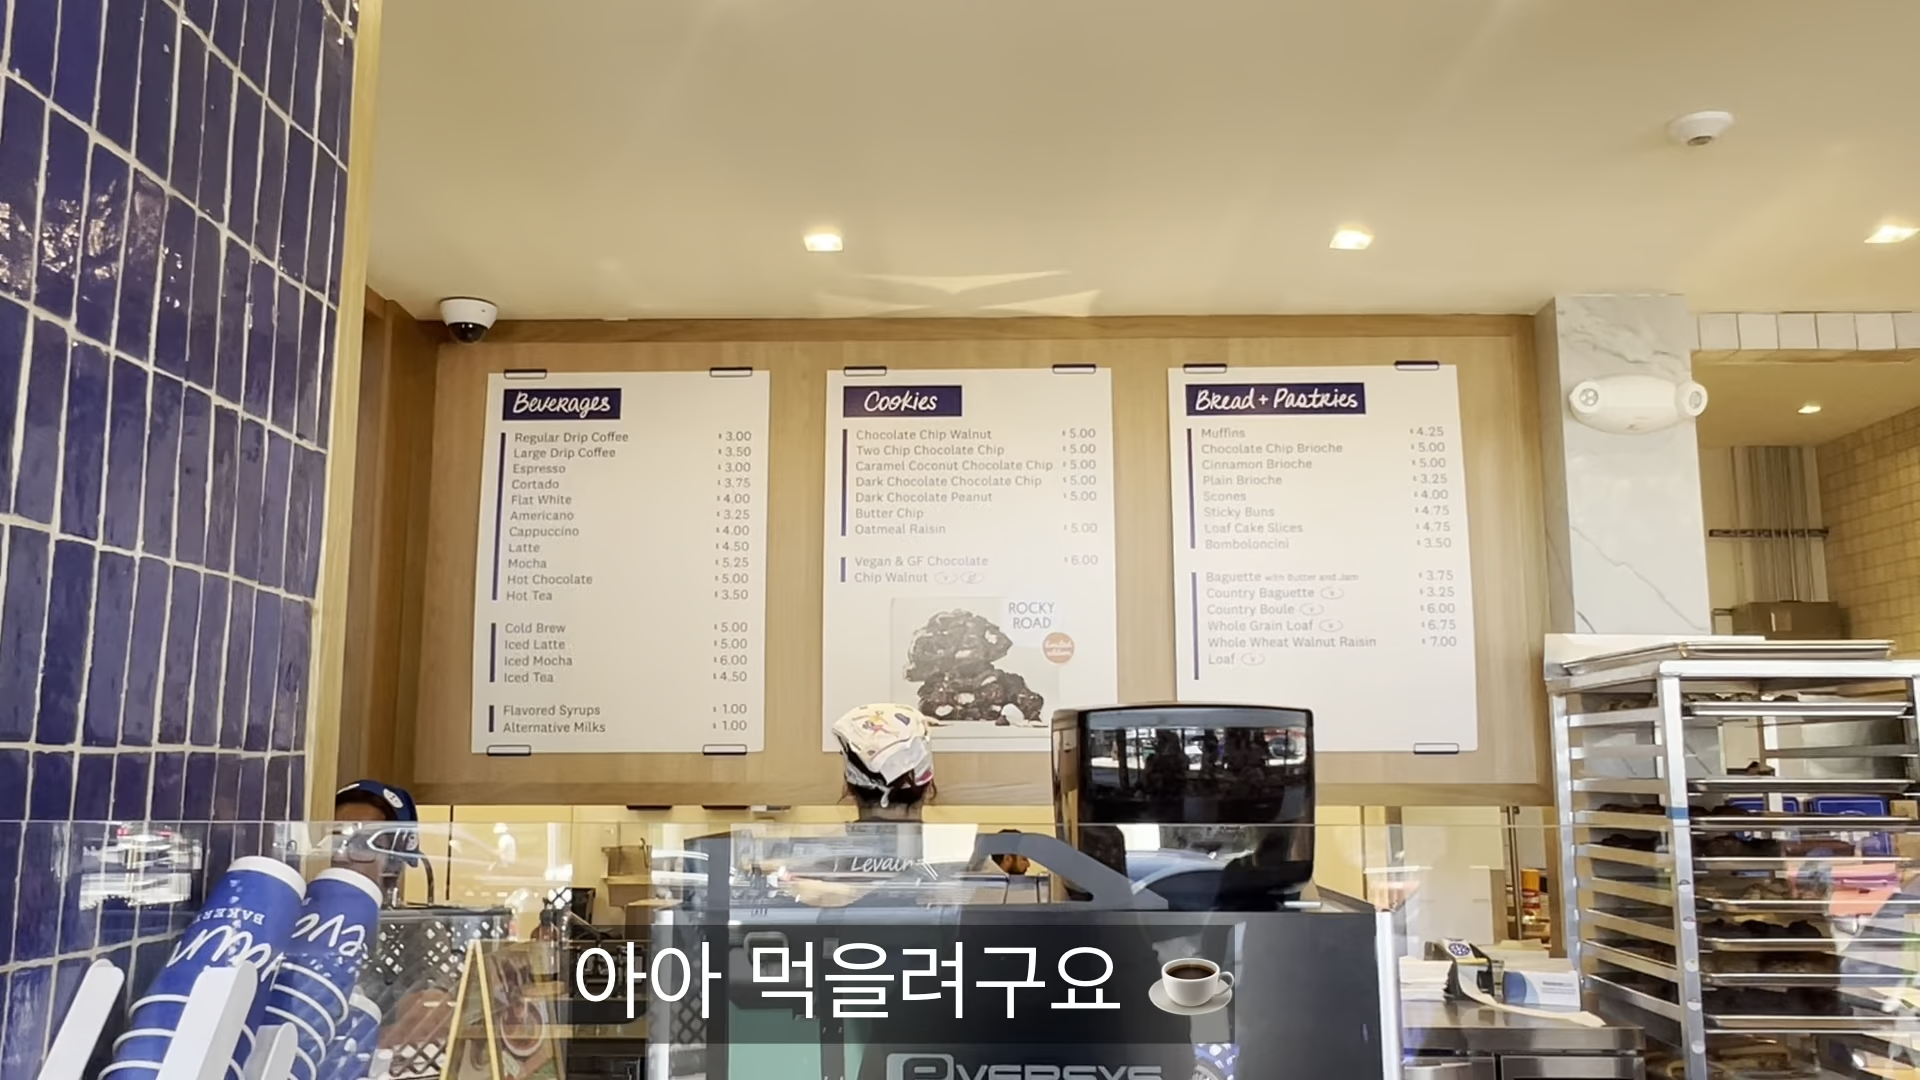 Beverages
Regular Drip Coffee $3.00
Large Drip Coffee $3.50
Espresso $3.00
Cortado $3.75
Flat White $4.00
Americano $3.25
Cappuccino $4.00
Latte $4.50
Mocha $5.25
Hot Chocolate $5.00
Hot Tea $3.50
Cold Brew $5.00
Iced Latte $5.00
Iced Mocha $6.00
Iced Tea $4.50
Flavored Syrups $1.00
Alternative Milks $1.00
Cookies
Chocolate Chip Walnut $5.00
Two Chip Chocolate Chip $5.00
Caramel Coconut Chocolate Chip $5.00
Dark Chocolate Chocolate Chip $5.00
Dark Chocolate Peanut $5.00
Butter Chip
Oatmeal Raisin $5.00
Vegan & GF Chocolate $6.00
Chip Walnut
ROCKY
ROAD
Limited
edition
Bread + Pastries
Muffins $4.25
Chocolate Chip Brioche $5.00
Cinnamon Brioche $5.00
Plain Brioche $3.25
Scones $4.00
Sticky Buns $4.75
Loaf Cake Slices $4.75
Bomboloncini $3.50
Baguette with Butter and Jam $3.75
Country Baguette V $3.25
Country Boule V $6.00
Whole Grain Loaf V $6.75
Whole Wheat Walnut Raisin $7.00
Loaf V
Levain
BAKERY
아아 먹을려구요 ☕
eversys